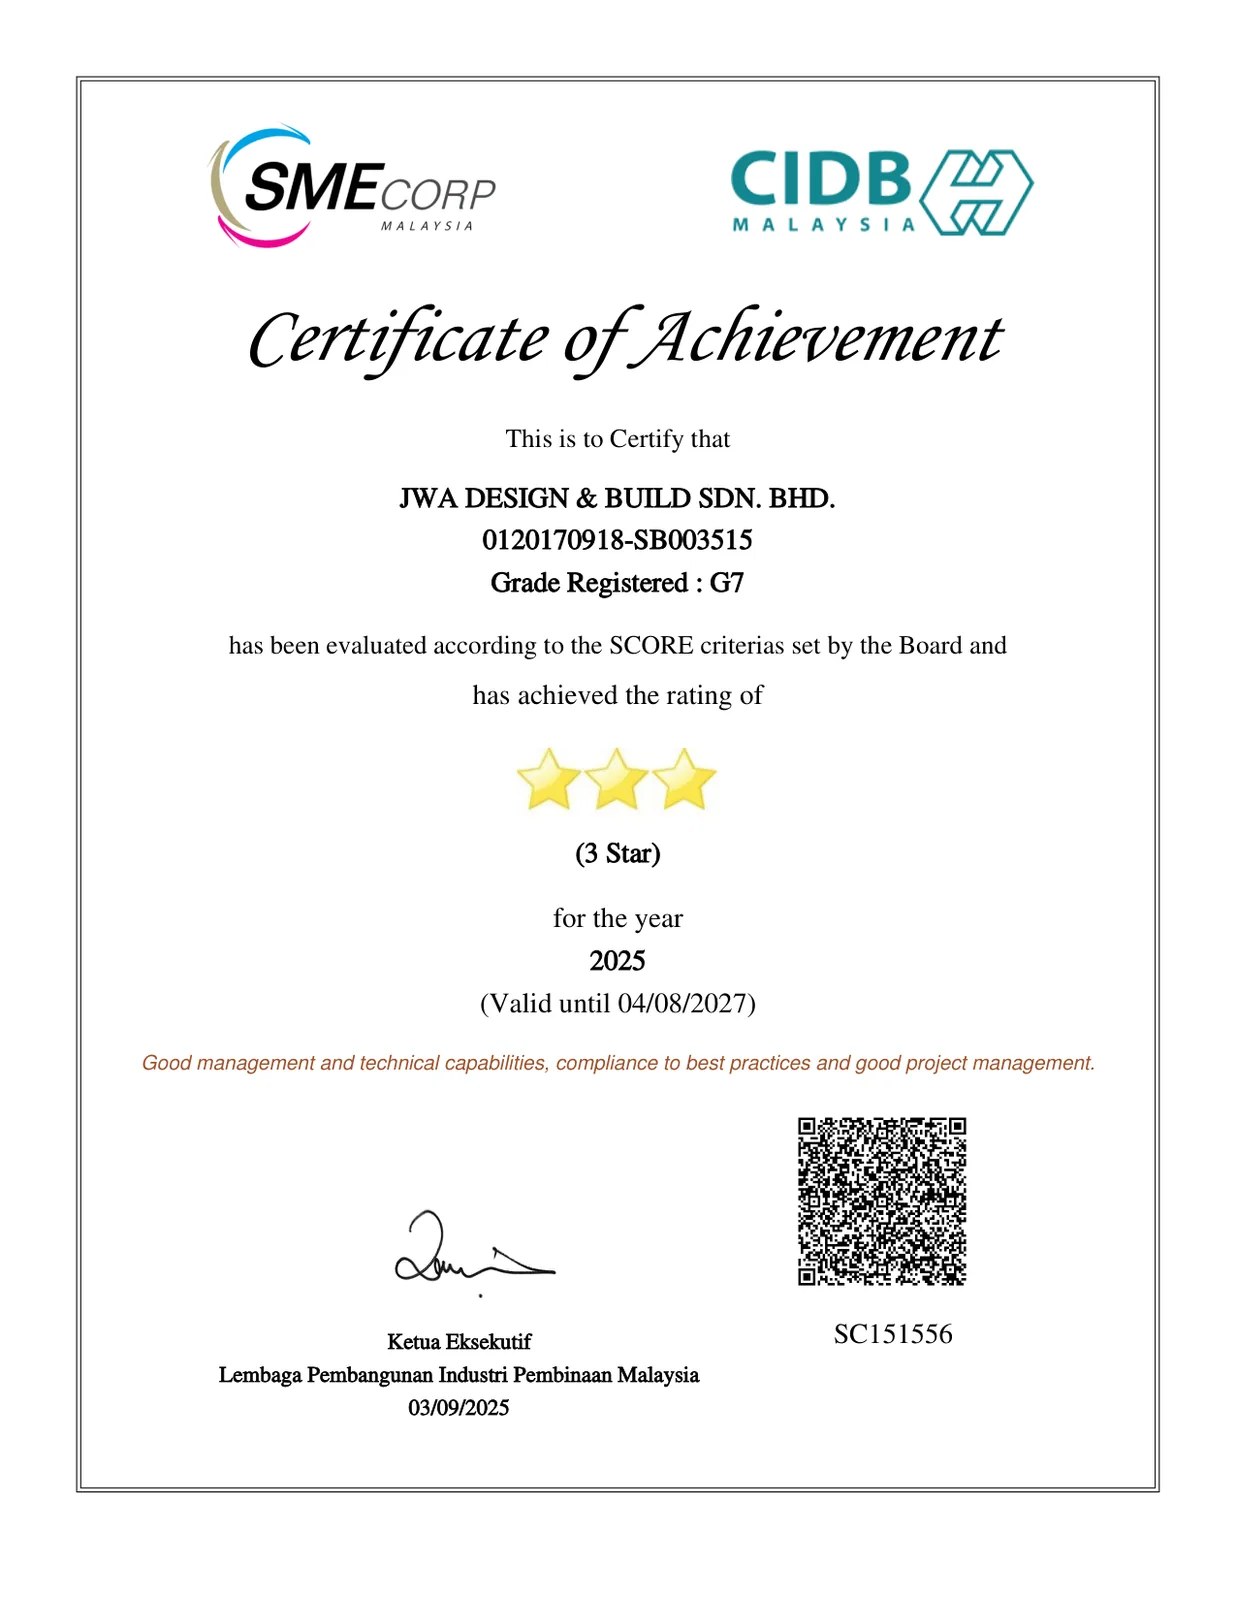 SMECORP
MALAYSIA
CIDB
MALAYSIA
Certificate of Achievement
This is to Certify that
JWA DESIGN & BUILD SDN. BHD.
0120170918-SB003515
Grade Registered : G7
has been evaluated according to the SCORE criterias set by the Board and
has achieved the rating of
(3 Star)
for the year
2025
(Valid until 04/08/2027)
Good management and technical capabilities, compliance to best practices and good project management.
SC151556
Ketua Eksekutif
Lembaga Pembangunan Industri Pembinaan Malaysia
03/09/2025